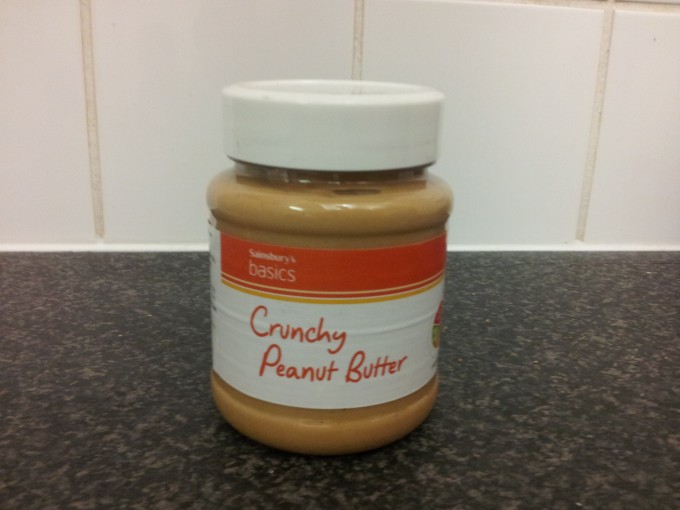 Sainsbury's
basics
Crunchy
Peanut Butter